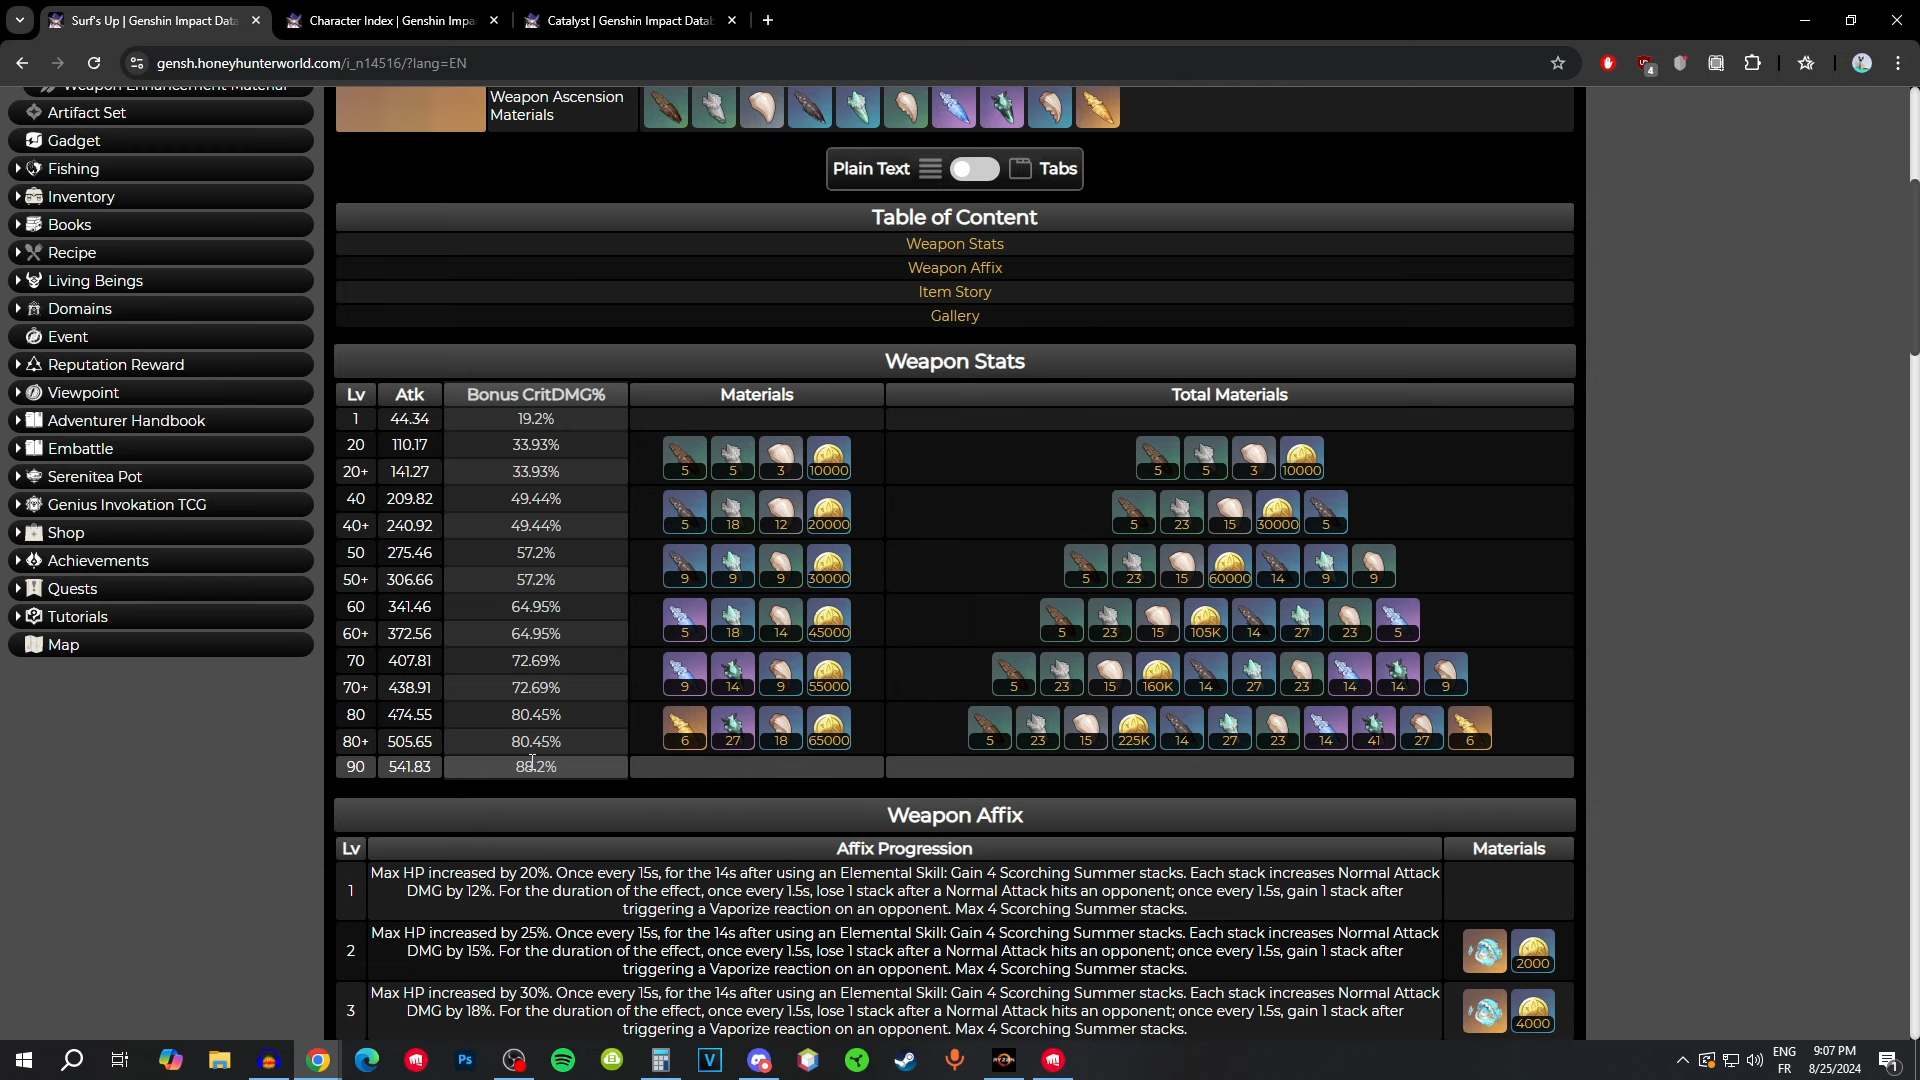 Surf's Up | Genshin Impact Data
Character Index | Genshin Impa
Catalyst | Genshin Impact Datab
gensh.honeyhunterworld.com/i_n14516/?lang=EN
4
Weapon Enhancement Material
Artifact Set
Gadget
Fishing
Inventory
Books
Recipe
Living Beings
Domains
Event
Reputation Reward
Viewpoint
Adventurer Handbook
Embattle
Serenitea Pot
Genius Invokation TCG
Shop
Achievements
Quests
Tutorials
Map
Weapon Ascension
Materials
Plain Text Tabs
Table of Content
Weapon Stats
Weapon Affix
Item Story
Gallery
Weapon Stats
Lv Atk Bonus CritDMG% Materials Total Materials
1 44.34 19.2%
20 110.17 33.93%
20+ 141.27 33.93% 5 5 3 10000 5 5 3 10000
40 209.82 49.44%
40+ 240.92 49.44% 5 18 12 20000 5 23 15 30000 5
50 275.46 57.2%
50+ 306.66 57.2% 9 9 9 30000 5 23 15 60000 14 9 9
60 341.46 64.95%
60+ 372.56 64.95% 5 18 14 45000 5 23 15 105K 14 27 23 5
70 407.81 72.69%
70+ 438.91 72.69% 9 14 9 55000 5 23 15 160K 14 27 23 14 14 9
80 474.55 80.45%
80+ 505.65 80.45% 6 27 18 65000 5 23 15 225K 14 27 23 14 41 27 6
90 541.83 88.2%
Weapon Affix
Lv Affix Progression Materials
1 Max HP increased by 20%. Once every 15s, for the 14s after using an Elemental Skill: Gain 4 Scorching Summer stacks. Each stack increases Normal Attack
DMG by 12%. For the duration of the effect, once every 1.5s, lose 1 stack after a Normal Attack hits an opponent; once every 1.5s, gain 1 stack after
triggering a Vaporize reaction on an opponent. Max 4 Scorching Summer stacks.
2 Max HP increased by 25%. Once every 15s, for the 14s after using an Elemental Skill: Gain 4 Scorching Summer stacks. Each stack increases Normal Attack
DMG by 15%. For the duration of the effect, once every 1.5s, lose 1 stack after a Normal Attack hits an opponent; once every 1.5s, gain 1 stack after
triggering a Vaporize reaction on an opponent. Max 4 Scorching Summer stacks.
2000
3 Max HP increased by 30%. Once every 15s, for the 14s after using an Elemental Skill: Gain 4 Scorching Summer stacks. Each stack increases Normal Attack
DMG by 18%. For the duration of the effect, once every 1.5s, lose 1 stack after a Normal Attack hits an opponent; once every 1.5s, gain 1 stack after
triggering a Vaporize reaction on an opponent. Max 4 Scorching Summer stacks.
4000
Ps
V
RYZEN
ENG
FR
9:07 PM
8/25/2024
1